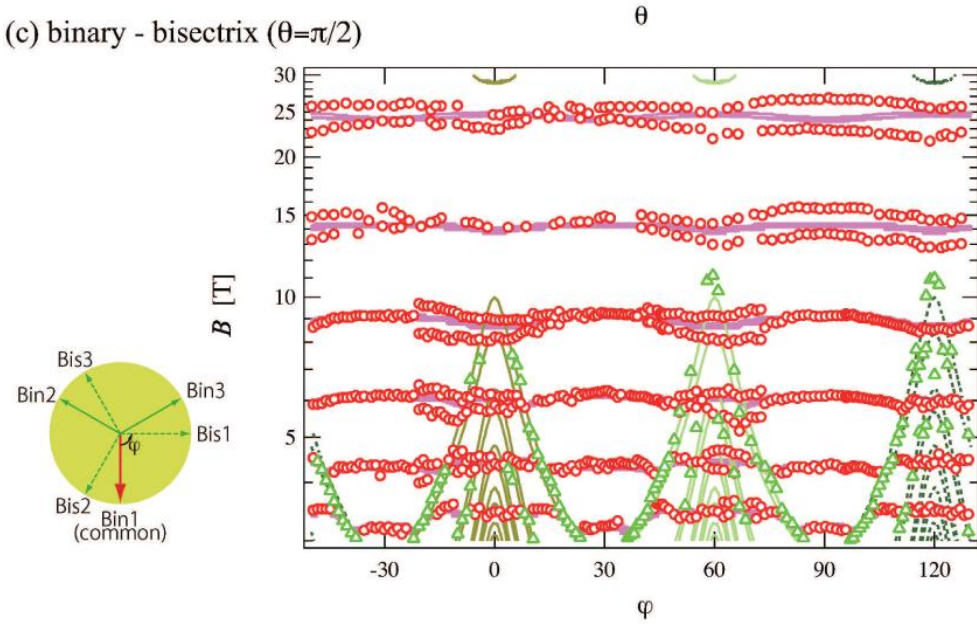 θ
(c) binary - bisectrix (θ=π/2)
30
25
20
15
10
5
B [T]
-30 0 30 60 90 120
φ
Bis3
Bin2
Bin3
Bis1
φ
Bis2
Bin1
(common)